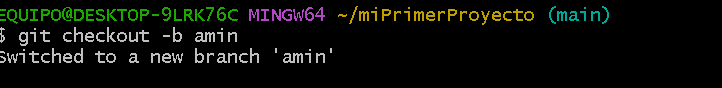 EQUIPO@DESKTOP-9LRK76C MINGW64 ~/miPrimerProyecto (main)
$ git checkout -b amin
Switched to a new branch 'amin'